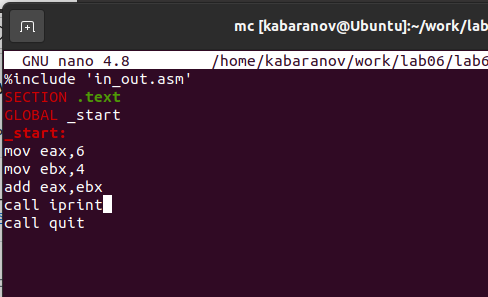 mc [kabaranov@Ubuntu]:~/work/lab
GNU nano 4.8 /home/kabaranov/work/lab06/lab6
%include 'in_out.asm'
SECTION .text
GLOBAL _start
_start:
mov eax,6
mov ebx,4
add eax,ebx
call iprint
call quit